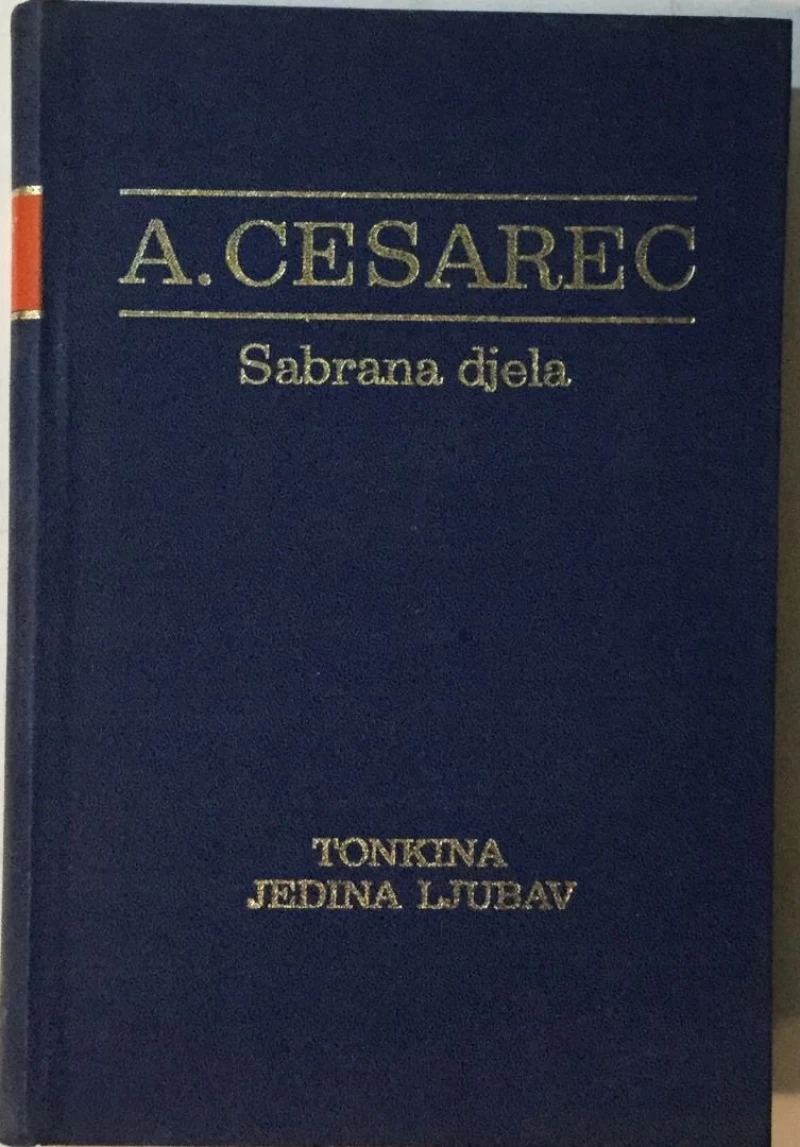 A. CESAREC
Sabrana djela
TONKINA
JEDINA LJUBAV